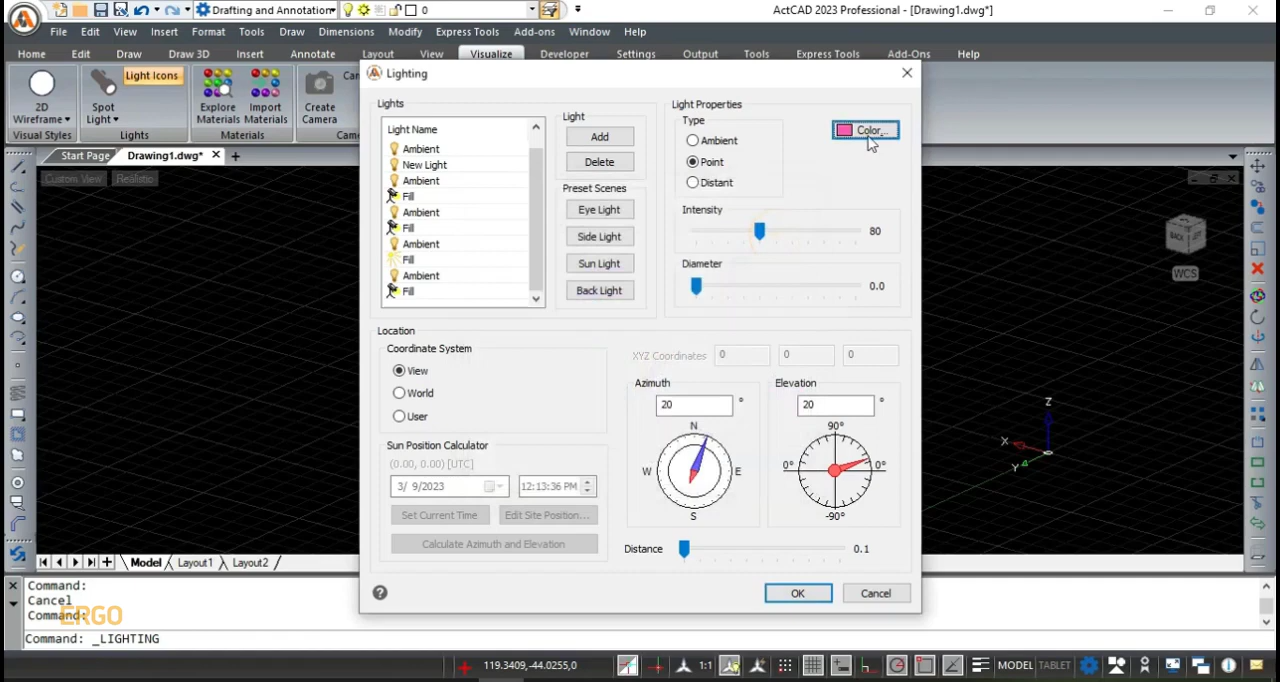 Drafting and Annotation
0
ActCAD 2023 Professional - [Drawing1.dwg*]
File Edit View Insert Format Tools Draw Dimensions Modify Express Tools Add-ons Window Help
Home Edit Draw Draw 3D Insert Annotate Layout View Visualize Developer Settings Output Tools Express Tools Add-Ons Help
2D
Wireframe
Visual Styles
Spot
Light
Light Icons
Lights
Explore
Materials
Import
Materials
Materials
Create
Camera
Start Page Drawing1.dwg*
Custom View Realistic
Lighting
Lights
Light Name
Ambient
New Light
Ambient
Fill
Ambient
Fill
Ambient
Fill
Ambient
Fill
Light
Add
Delete
Preset Scenes
Eye Light
Side Light
Sun Light
Back Light
Light Properties
Type
Ambient
Point
Distant
Color...
Intensity
80
Diameter
0.0
Location
Coordinate System
View
World
User
Sun Position Calculator
(0.00, 0.00) [UTC]
3/ 9/2023 12:13:36 PM
Set Current Time Edit Site Position...
Calculate Azimuth and Elevation
XYZ Coordinates 0 0 0
Azimuth
20 °
N
W E
S
Elevation
20 °
90°
0° 0°
-90°
Distance 0.1
OK Cancel
BACK LEFT
WCS
Z
X
Y
Model Layout1 Layout2
Command:
Cancel
Command:
ERGO
Command: _LIGHTING
119.3409,-44.0255,0 1:1 MODEL TABLET